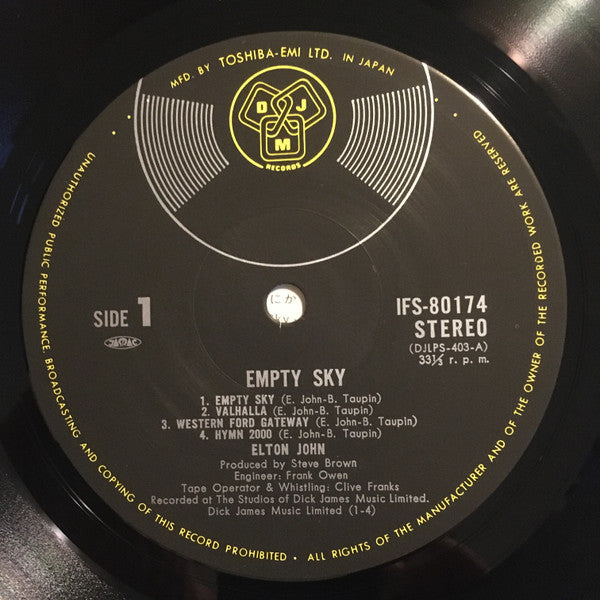 MFD. BY TOSHIBA-EMI LTD. IN JAPAN
D J M
RECORDS
UNAUTHORIZED PUBLIC PERFORMANCE, BROADCASTING AND COPYING OF THIS RECORD PROHIBITED • ALL RIGHTS OF THE MANUFACTURER AND OF THE OWNER OF THE RECORDED WORK ARE RESERVED.
SIDE 1
JASRAC
にか
sky
IFS-80174
STEREO
(DJLPS-403-A)
33⅓ r. p. m.
EMPTY SKY
1. EMPTY SKY (E. John-B. Taupin)
2. VALHALLA (E. John-B. Taupin)
3. WESTERN FORD GATEWAY (E. John-B. Taupin)
4. HYMN 2000 (E. John-B. Taupin)
ELTON JOHN
Produced by Steve Brown
Engineer: Frank Owen
Tape Operator & Whistling: Clive Franks
Recorded at The Studios of Dick James Music Limited.
Dick James Music Limited (1-4)